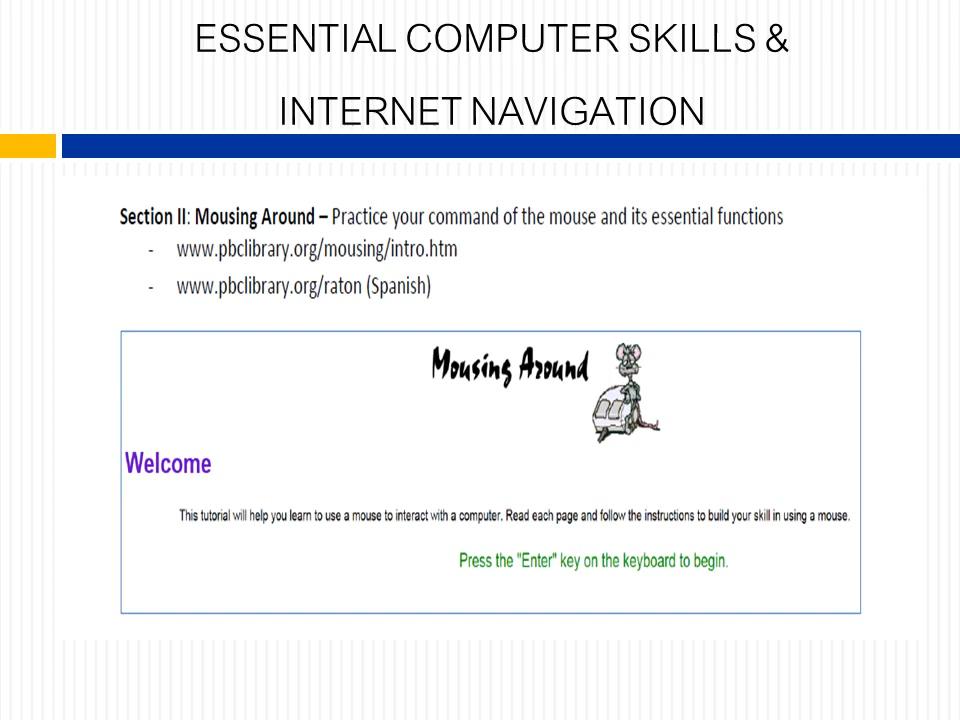 ESSENTIAL COMPUTER SKILLS &
INTERNET NAVIGATION
Section II: Mousing Around – Practice your command of the mouse and its essential functions
- www.pbclibrary.org/mousing/intro.htm
- www.pbclibrary.org/raton (Spanish)
Mousing Around
Welcome
This tutorial will help you learn to use a mouse to interact with a computer. Read each page and follow the instructions to build your skill in using a mouse.
Press the "Enter" key on the keyboard to begin.